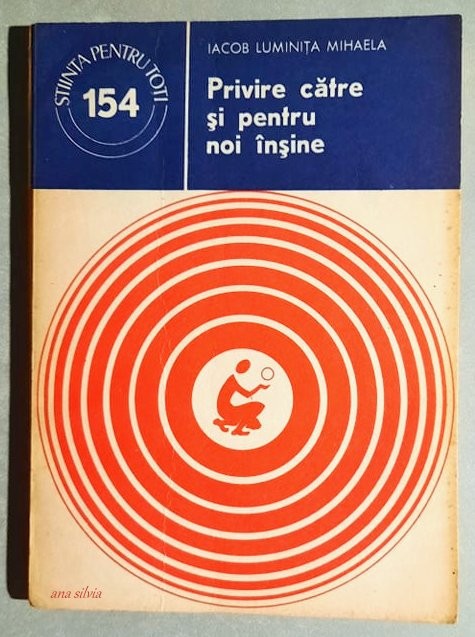 ȘTIINȚA PENTRU TOȚI
154
IACOB LUMINIȚA MIHAELA
Privire către
și pentru
noi înșine
ana silvia